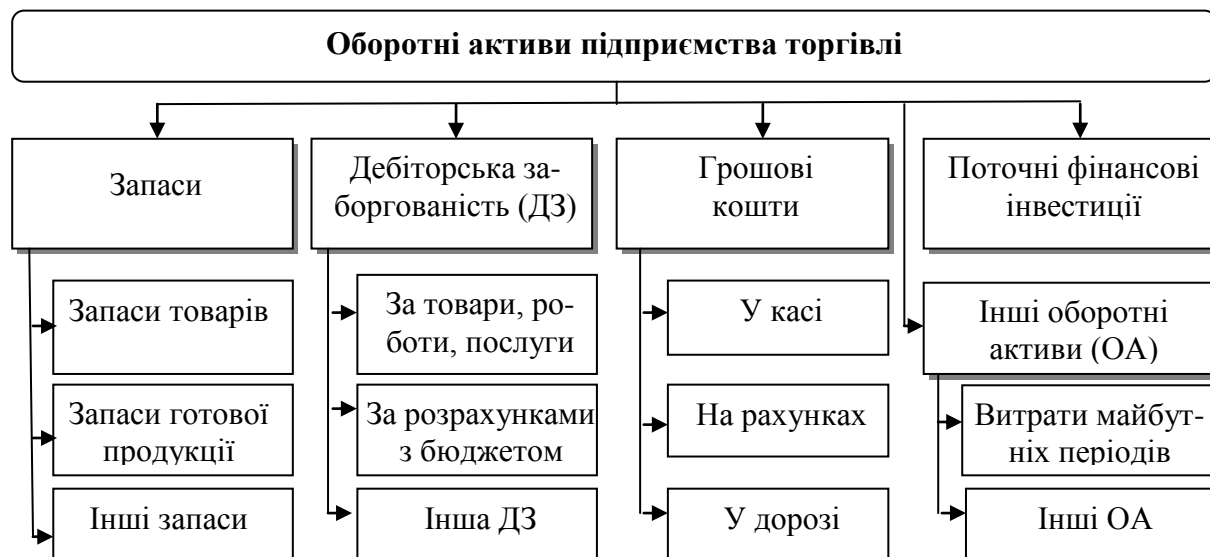 Оборотні активи підприємства торгівлі
Запаси
Дебіторська за-
боргованість (ДЗ)
Грошові
кошти
Поточні фінансові
інвестиції
Запаси товарів
За товари, ро-
боти, послуги
У касі
Інші оборотні
активи (ОА)
Запаси готової
продукції
За розрахунками
з бюджетом
На рахунках
Витрати майбут-
ніх періодів
Інші запаси
Інша ДЗ
У дорозі
Інші ОА